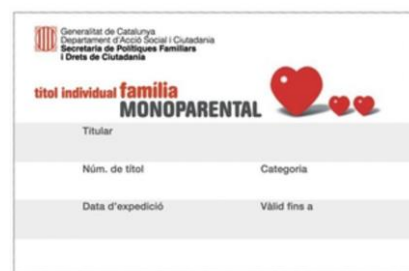 Generalitat de Catalunya
Departament d'Acció Social i Ciutadania
Secretaria de Polítiques Familiars
i Drets de Ciutadania
títol individual família
MONOPARENTAL
Titular
Núm. de títol Categoria
Data d'expedició Vàlid fins a